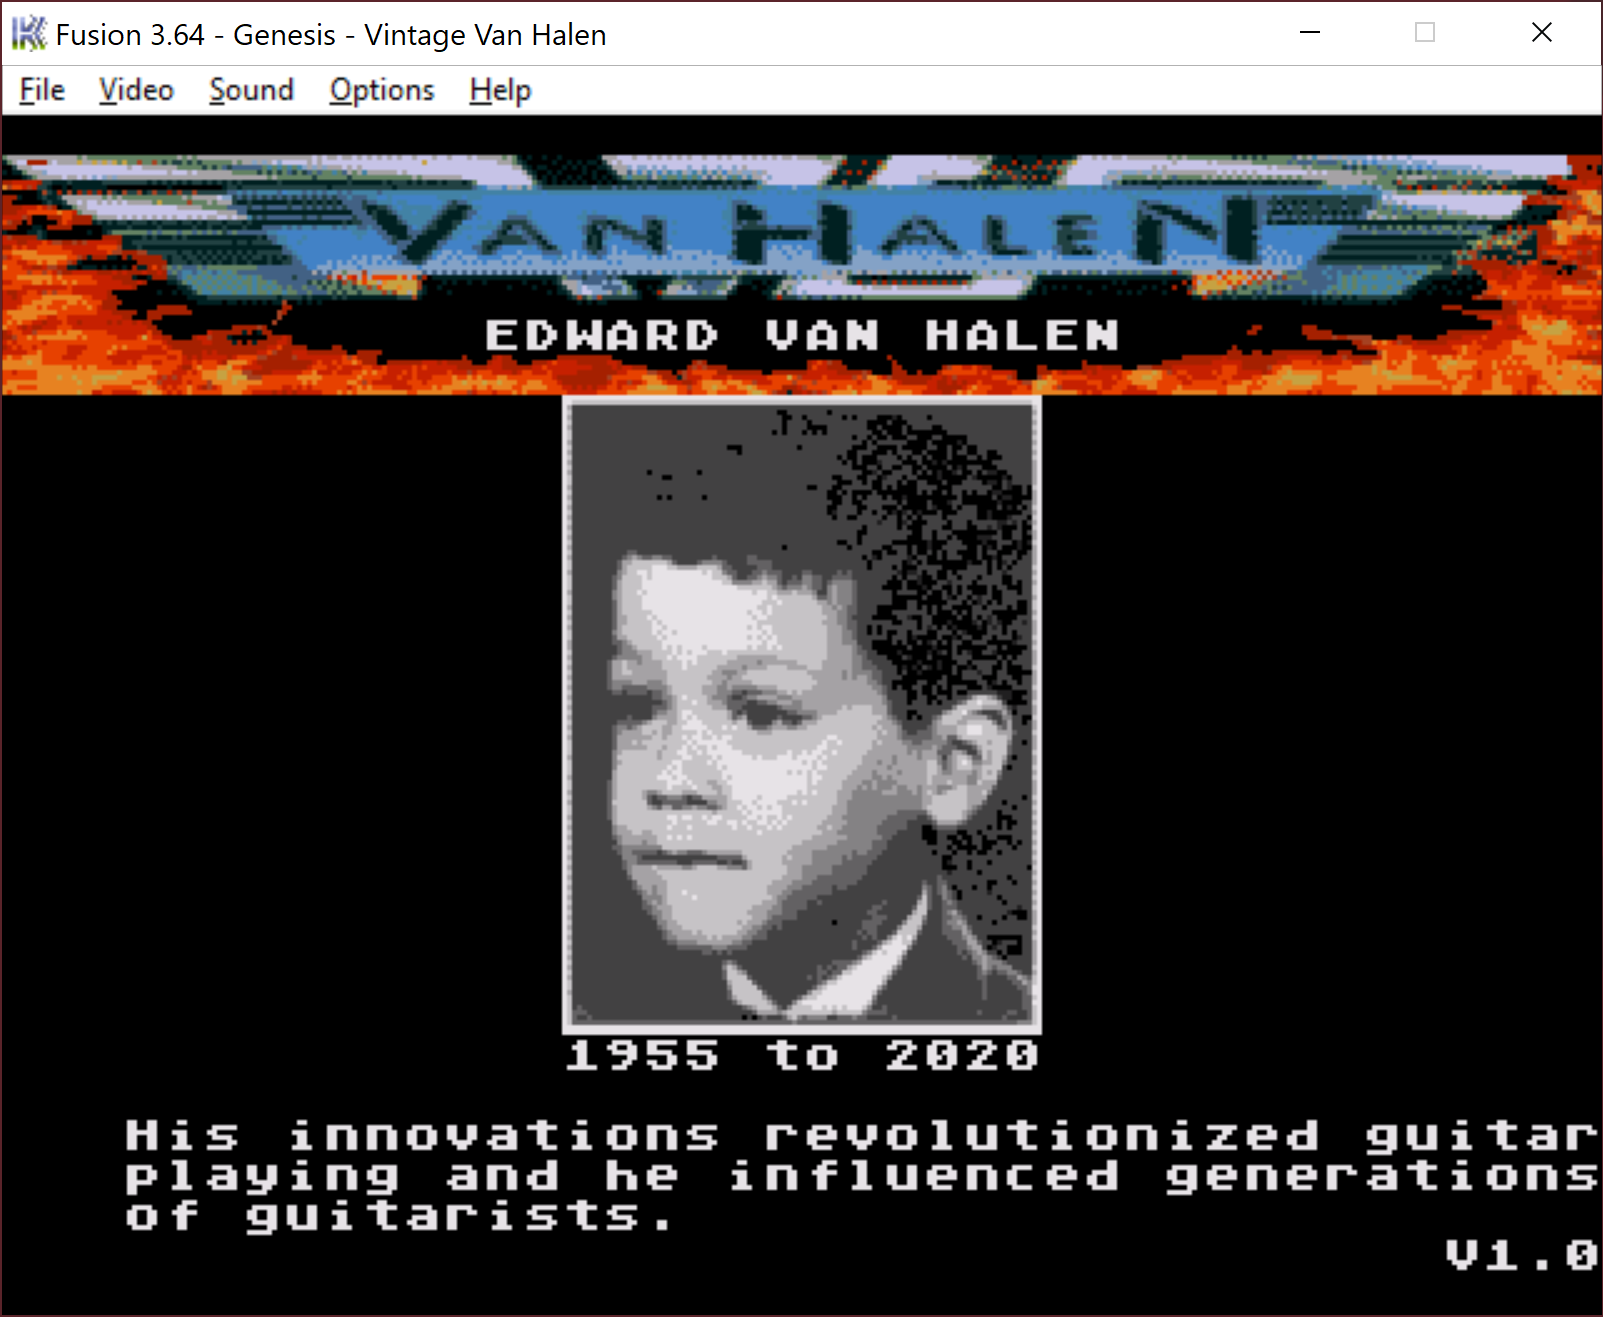 Fusion 3.64 - Genesis - Vintage Van Halen
File Video Sound Options Help
VAN HALEN
EDWARD VAN HALEN
1955 to 2020
His innovations revolutionized guitar
playing and he influenced generations
of guitarists.
V1.0